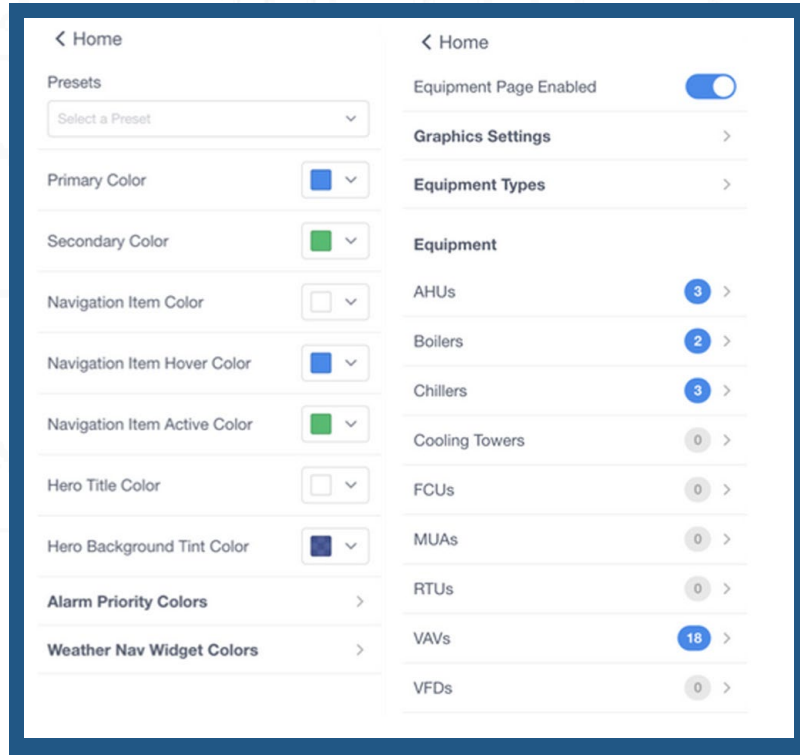 Home
Presets
Select a Preset
Primary Color
Secondary Color
Navigation Item Color
Navigation Item Hover Color
Navigation Item Active Color
Hero Title Color
Hero Background Tint Color
Alarm Priority Colors
Weather Nav Widget Colors
Home
Equipment Page Enabled
Graphics Settings
Equipment Types
Equipment
AHUs 3
Boilers 2
Chillers 3
Cooling Towers 0
FCUs 0
MUAs 0
RTUs 0
VAVs 18
VFDs 0